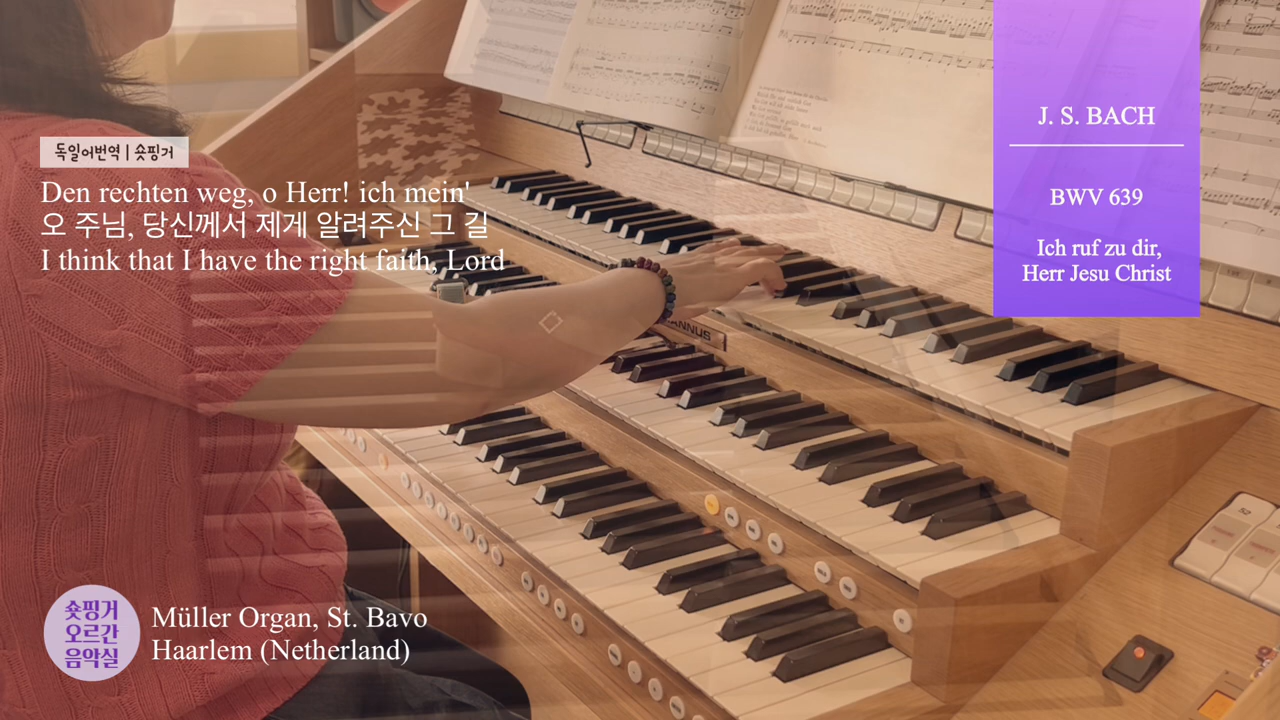 독일어번역 | 숏핑거
Den rechten weg, o Herr! ich mein'
오 주님, 당신께서 제게 알려주신 그 길
I think that I have the right faith, Lord
J. S. BACH
BWV 639
Ich ruf zu dir,
Herr Jesu Christ
숏핑거
오르간
음악실
Müller Organ, St. Bavo
Haarlem (Netherland)